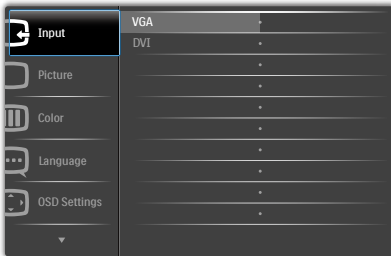 Input
VGA
DVI
Picture
Color
Language
OSD Settings